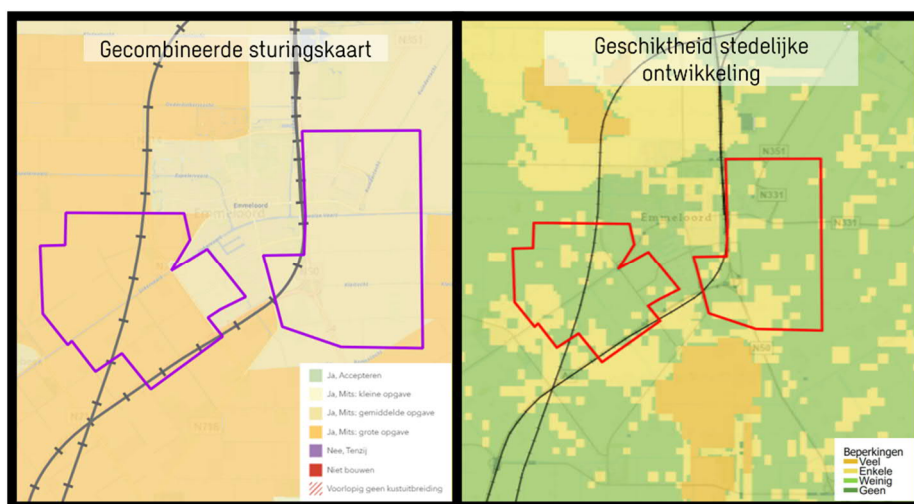 Gecombineerde sturingskaart
Emmeloord
Ja, Accepteren
Ja, Mits: kleine opgave
Ja, Mits: gemiddelde opgave
Ja, Mits: grote opgave
Nee, Tenzij
Niet bouwen
Voorlopig geen kustuitbreiding
Geschiktheid stedelijke
ontwikkeling
N351
N331
N331
Emmeloord
N50
Beperkingen
Veel
Enkele
Weinig
Geen